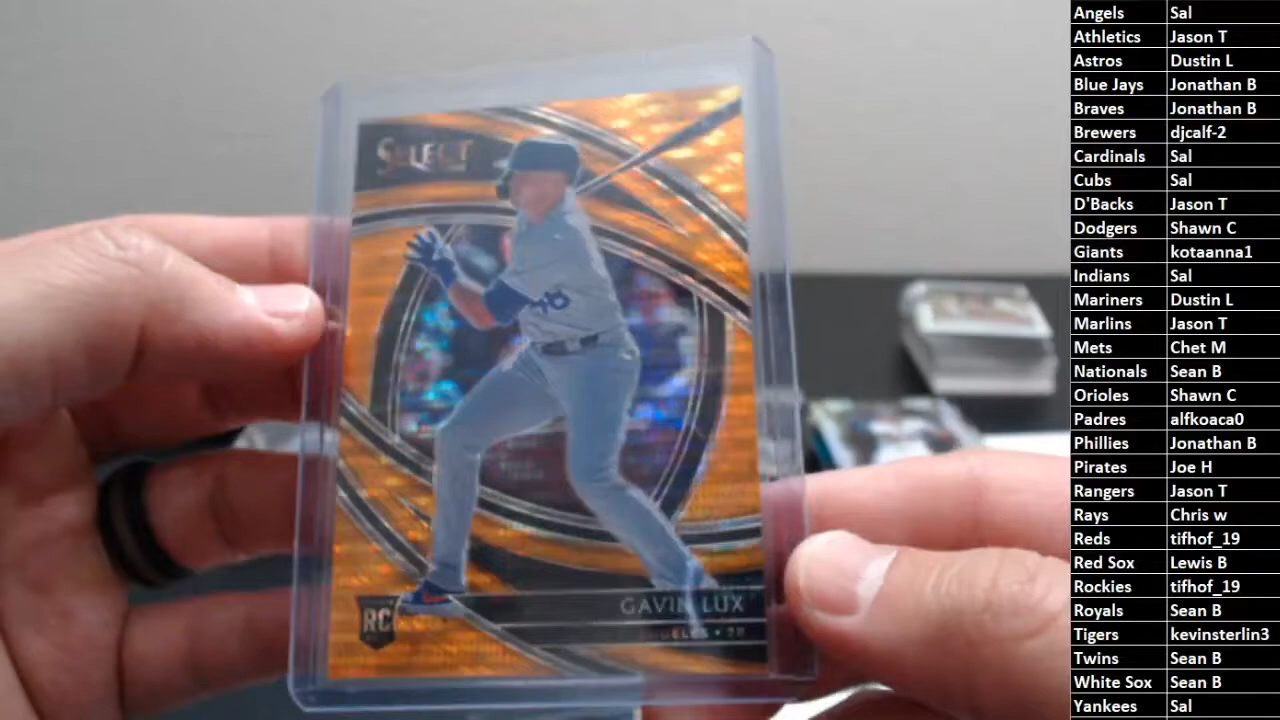 SELECT
GAVIN LUX
RC
Angels Sal
Athletics Jason T
Astros Dustin L
Blue Jays Jonathan B
Braves Jonathan B
Brewers djcalf-2
Cardinals Sal
Cubs Sal
D'Backs Jason T
Dodgers Shawn C
Giants kotaanna1
Indians Sal
Mariners Dustin L
Marlins Jason T
Mets Chet M
Nationals Sean B
Orioles Shawn C
Padres alfkoaca0
Phillies Jonathan B
Pirates Joe H
Rangers Jason T
Rays Chris w
Reds tifhof_19
Red Sox Lewis B
Rockies tifhof_19
Royals Sean B
Tigers kevinsterlin3
Twins Sean B
White Sox Sean B
Yankees Sal